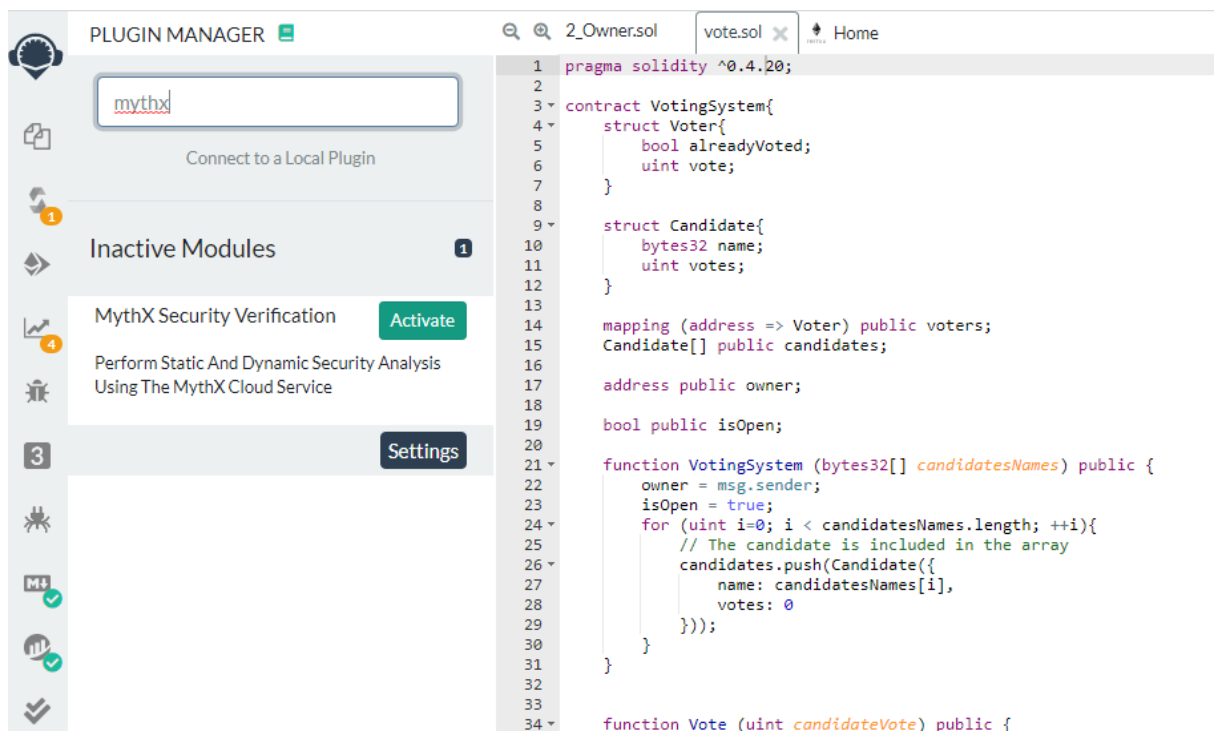 PLUGIN MANAGER
mythx
Connect to a Local Plugin
1
Inactive Modules 1
MythX Security Verification Activate
Perform Static And Dynamic Security Analysis
Using The MythX Cloud Service
4
3
Settings
M
2_Owner.sol vote.sol Home
1 pragma solidity ^0.4.20;
2
3 contract VotingSystem{
4 struct Voter{
5 bool alreadyVoted;
6 uint vote;
7 }
8
9 struct Candidate{
10 bytes32 name;
11 uint votes;
12 }
13
14 mapping (address => Voter) public voters;
15 Candidate[] public candidates;
16
17 address public owner;
18
19 bool public isOpen;
20
21 function VotingSystem (bytes32[] candidatesNames) public {
22 owner = msg.sender;
23 isOpen = true;
24 for (uint i=0; i < candidatesNames.length; ++i){
25 // The candidate is included in the array
26 candidates.push(Candidate({
27 name: candidatesNames[i],
28 votes: 0
29 }));
30 }
31 }
32
33
34 function Vote (uint candidateVote) public {